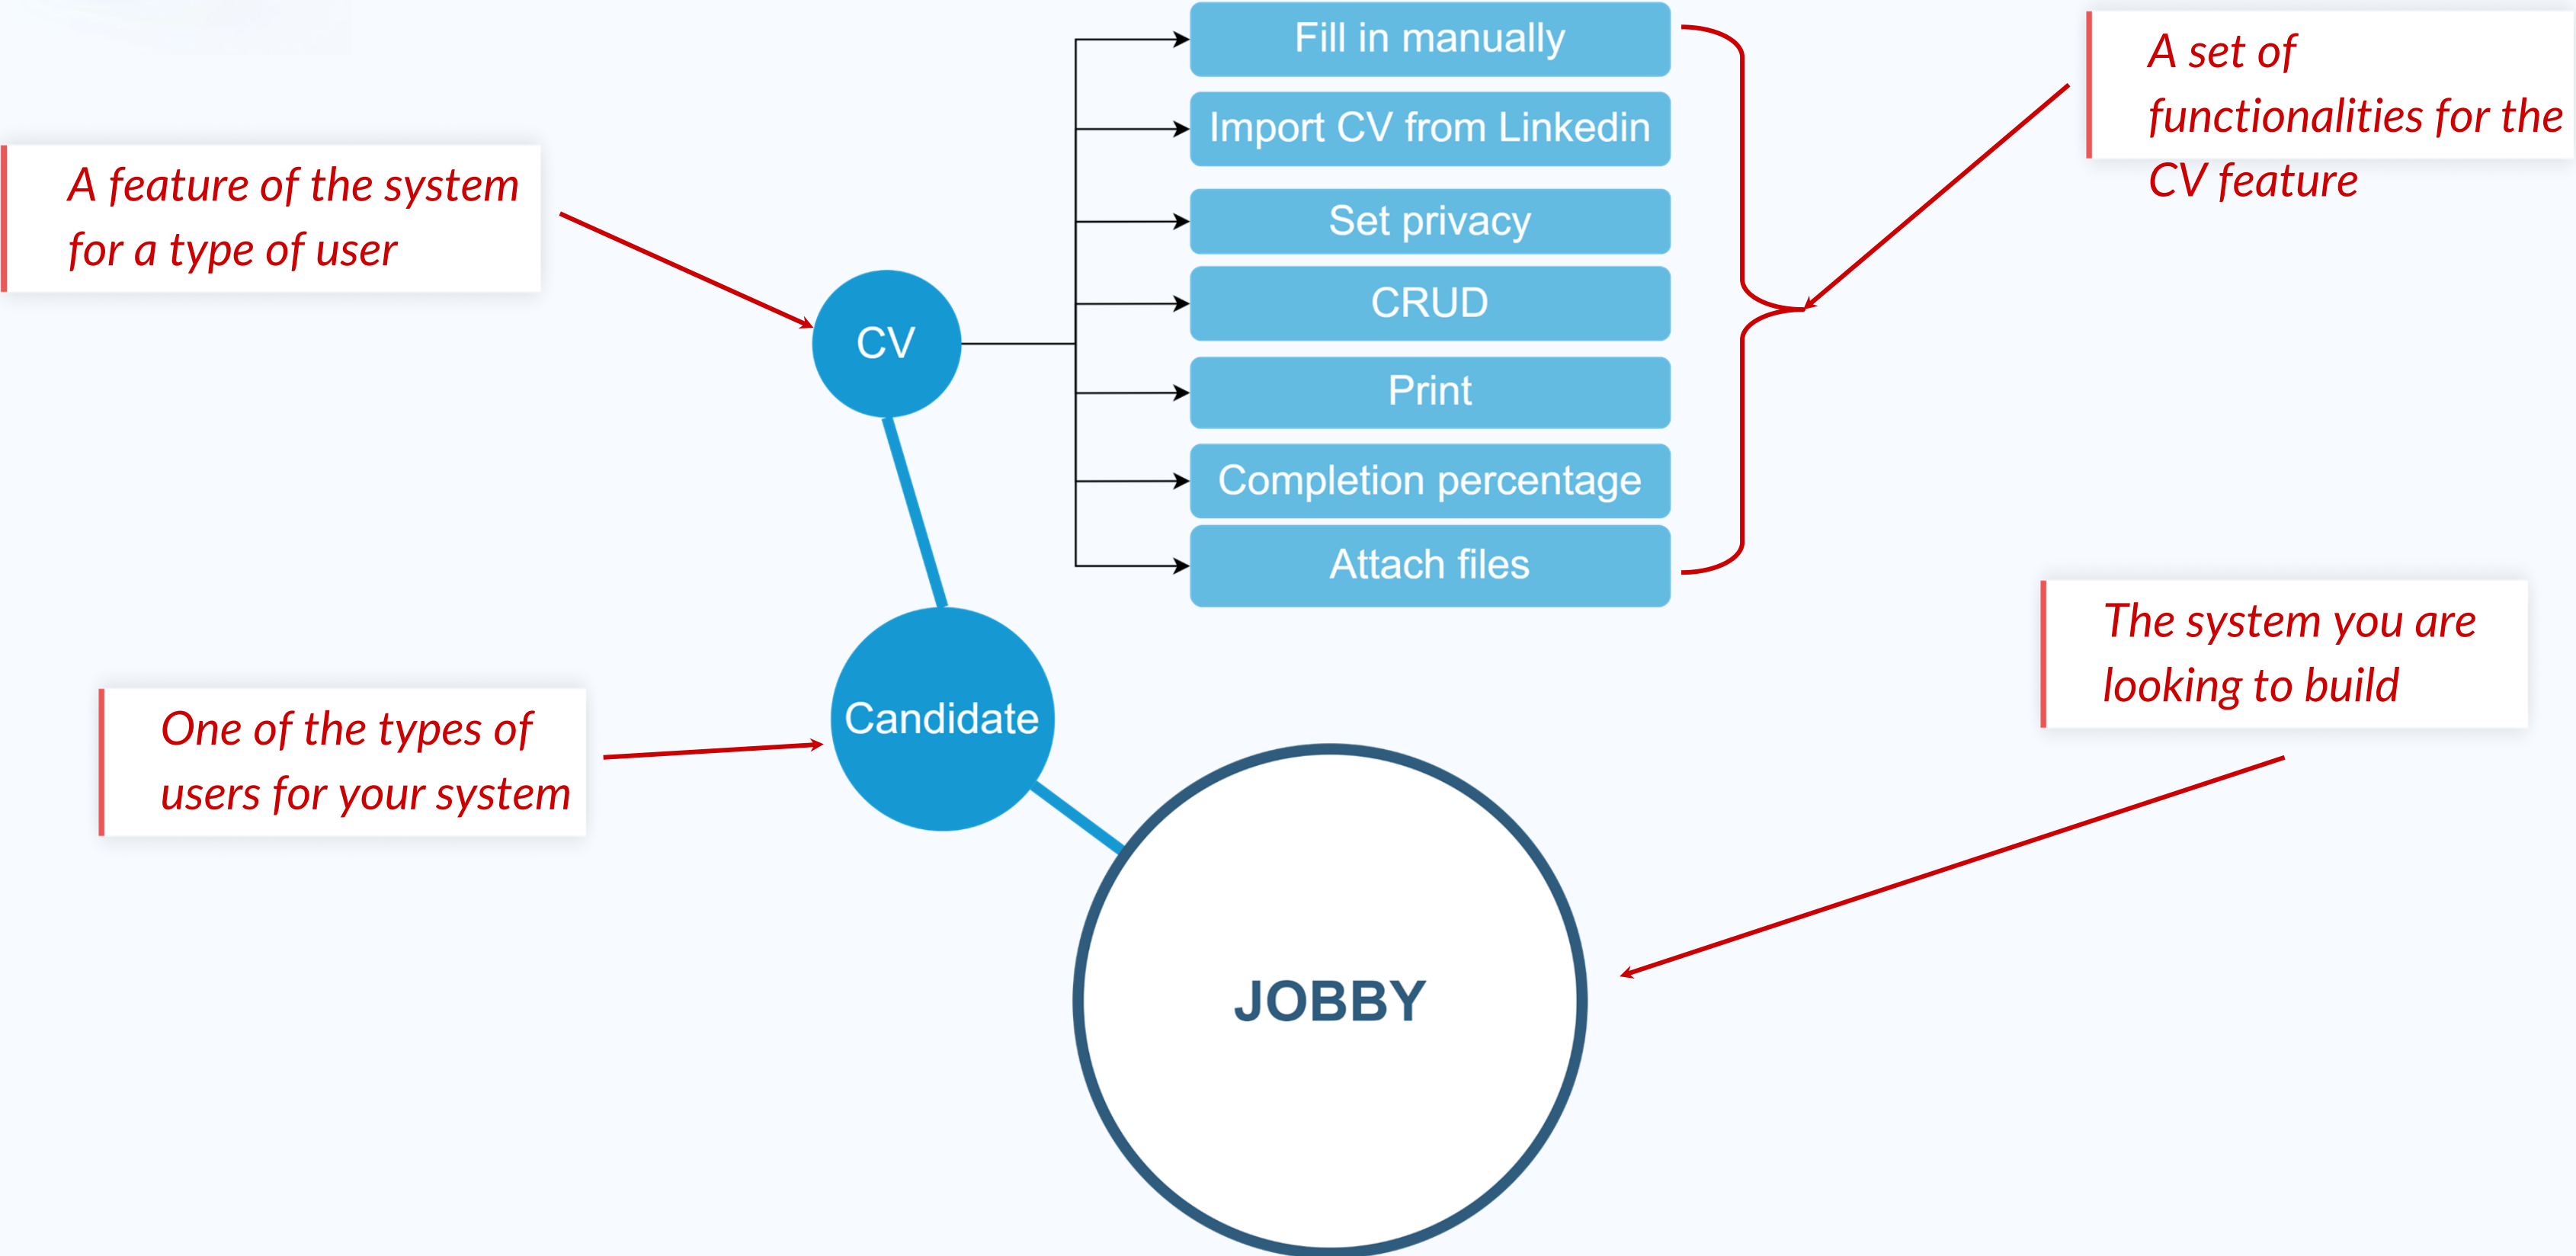 Fill in manually
Import CV from Linkedin
Set privacy
CRUD
Print
Completion percentage
Attach files
A set of
functionalities for the
CV feature
A feature of the system
for a type of user
CV
One of the types of
users for your system
Candidate
The system you are
looking to build
JOBBY